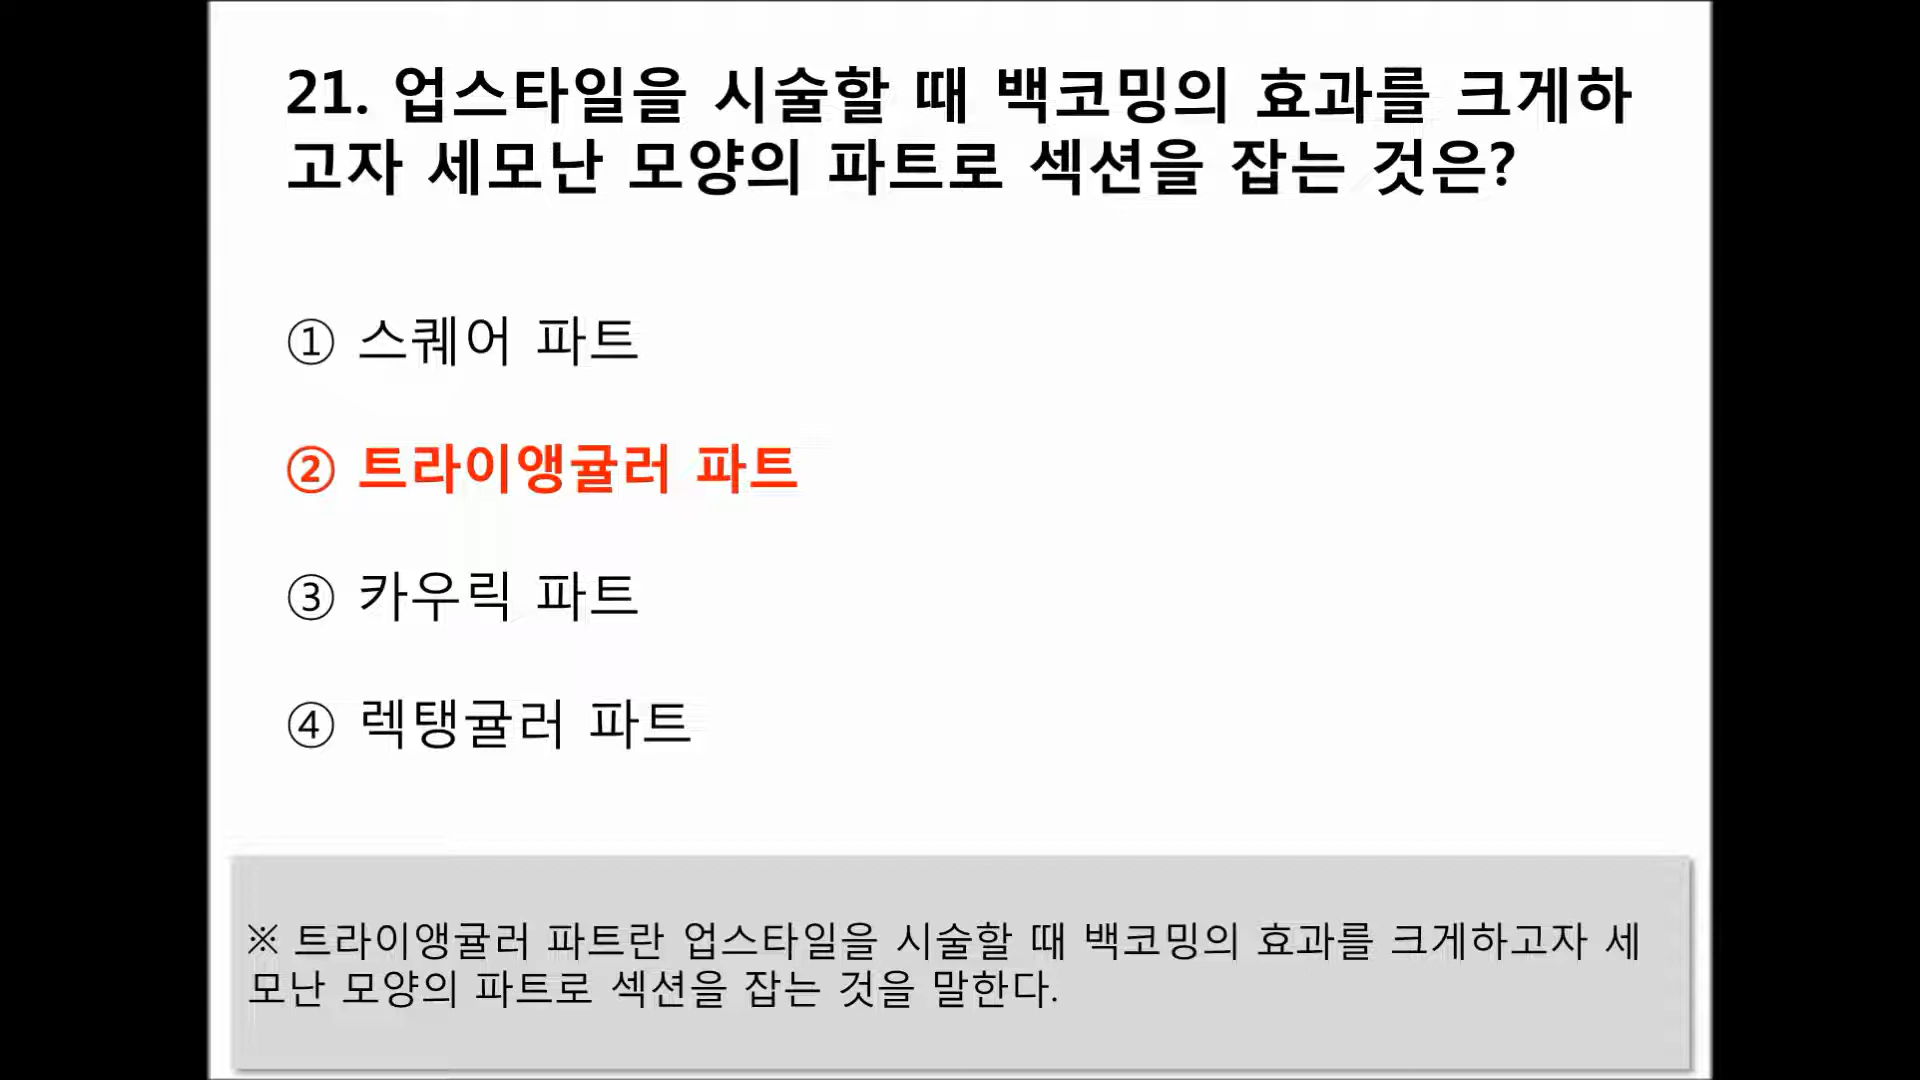 21. 업스타일을 시술할 때 백코밍의 효과를 크게하
고자 세모난 모양의 파트로 섹션을 잡는 것은?
① 스퀘어 파트
② 트라이앵귤러 파트
③ 카우릭 파트
④ 렉탱귤러 파트
※ 트라이앵귤러 파트란 업스타일을 시술할 때 백코밍의 효과를 크게하고자 세
모난 모양의 파트로 섹션을 잡는 것을 말한다.